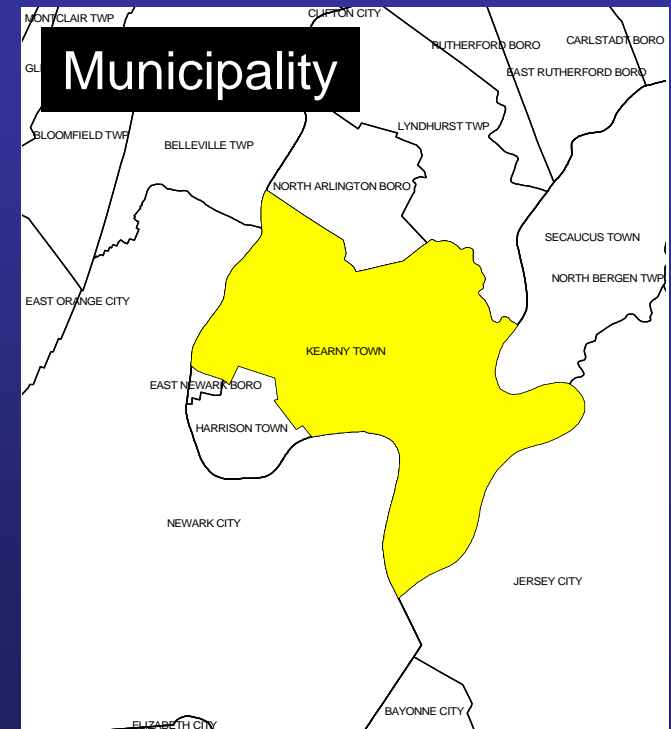 MONTCLAIR TWP
CLIFTON CITY
Municipality
RUTHERFORD BORO
CARLSTADT BORO
EAST RUTHERFORD BORO
BLOOMFIELD TWP
BELLEVILLE TWP
LYNDHURST TWP
NORTH ARLINGTON BORO
SECAUCUS TOWN
NORTH BERGEN TWP
EAST ORANGE CITY
KEARNY TOWN
EAST NEWARK BORO
HARRISON TOWN
NEWARK CITY
JERSEY CITY
BAYONNE CITY
ELIZABETH CITY